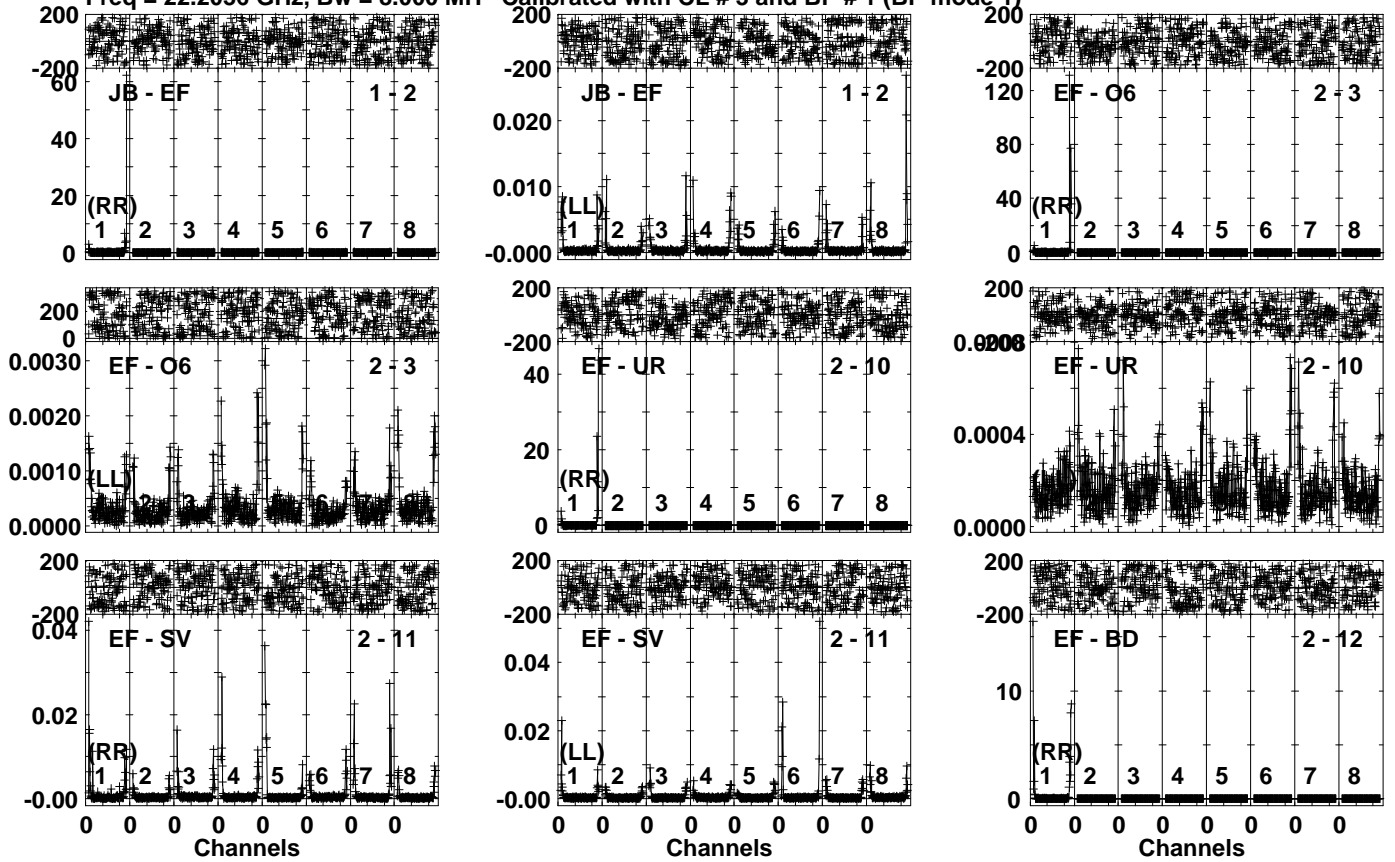 Freq = 22.2056 GHz, Bw = 8.000 MH Calibrated with CL # 3 and BP # 1 (BP mode 1)
200 200 200
-200 -200 -200
60 JB - EF 1 - 2 JB - EF 1 - 2 120 EF - O6 2 - 3
40 0.020 80
20 0.010 40
(RR) (LL) (RR)
1 2 3 4 5 6 7 8 1 2 3 4 5 6 7 8 1 2 3 4 5 6 7 8
0 -0.000 0
200 200 200
0 -200 -200
0.0030 EF - O6 2 - 3 40 EF - UR 2 - 10 0.0008 EF - UR 2 - 10
0.0020 20 0.0004
0.0010
(LL) (RR)
2 3 6 7 1 2 3 4 5 6 7 8
0.0000 0 0.0000
200 200 200
-200 -200 -200
0.04 EF - SV 2 - 11 0.04 EF - SV 2 - 11 EF - BD 2 - 12
0.02 0.02 10
(RR) (LL) (RR)
1 2 3 4 5 6 7 8 1 2 3 4 5 6 7 8 1 2 3 4 5 6 7 8
-0.00 -0.00 0
0 0 0 0 0 0 0 0 0 0 0 0 0 0 0 0 0 0 0 0 0 0 0 0
Channels Channels Channels